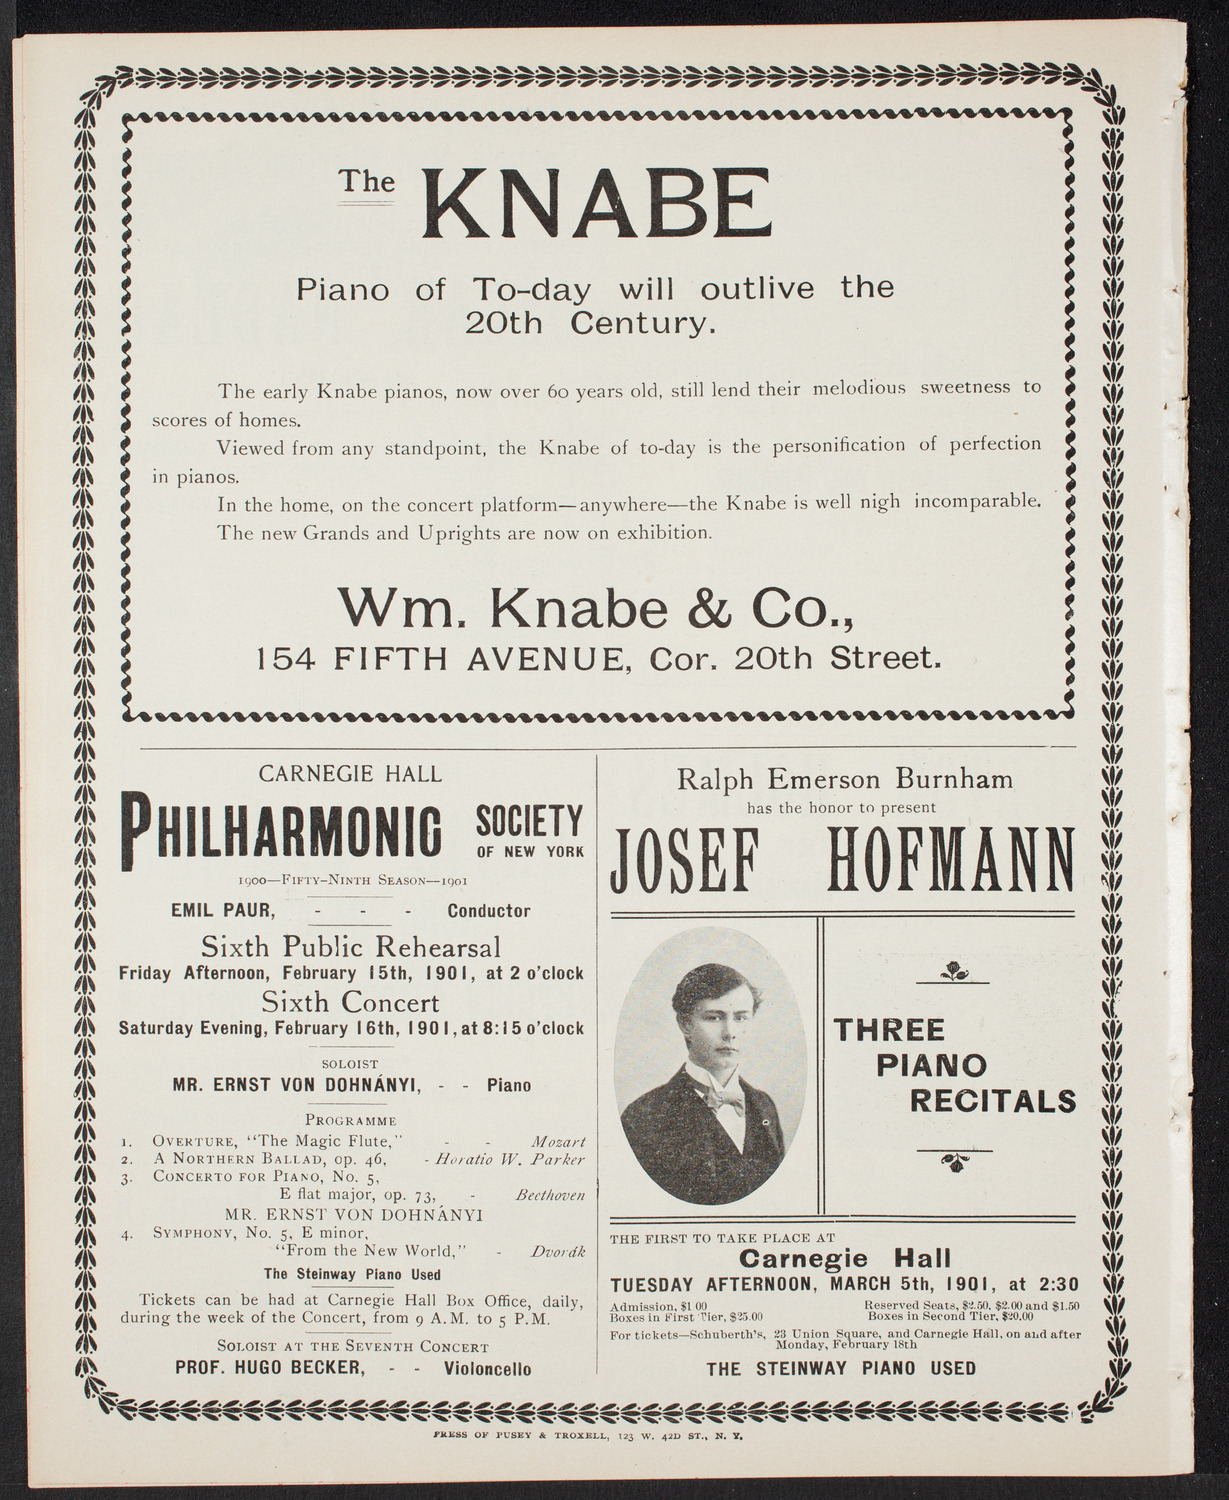 The KNABE
Piano of To-day will outlive the
20th Century.
The early Knabe pianos, now over 60 years old, still lend their melodious sweetness to
scores of homes.
Viewed from any standpoint, the Knabe of to-day is the personification of perfection
in pianos.
In the home, on the concert platform—anywhere—the Knabe is well nigh incomparable.
The new Grands and Uprights are now on exhibition.
Wm. Knabe & Co.,
154 FIFTH AVENUE, Cor. 20th Street.
CARNEGIE HALL
PHILHARMONIC SOCIETY
OF NEW YORK
1900—FIFTY-NINTH SEASON—1901
EMIL PAUR, - - - Conductor
Sixth Public Rehearsal
Friday Afternoon, February 15th, 1901, at 2 o'clock
Sixth Concert
Saturday Evening, February 16th, 1901, at 8:15 o'clock
SOLOIST
MR. ERNST VON DOHNÁNYI, - - Piano
PROGRAMME
1. OVERTURE, "The Magic Flute," - - Mozart
2. A NORTHERN BALLAD, op. 46, - Horatio W. Parker
3. CONCERTO FOR PIANO, No. 5,
E flat major, op. 73, - Beethoven
MR. ERNST VON DOHNÁNYI
4. SYMPHONY, No. 5, E minor,
"From the New World," - Dvorák
The Steinway Piano Used
Tickets can be had at Carnegie Hall Box Office, daily,
during the week of the Concert, from 9 A.M. to 5 P.M.
SOLOIST AT THE SEVENTH CONCERT
PROF. HUGO BECKER, - - Violoncello
Ralph Emerson Burnham
has the honor to present
JOSEF HOFMANN
THREE
PIANO
RECITALS
THE FIRST TO TAKE PLACE AT
Carnegie Hall
TUESDAY AFTERNOON, MARCH 5th, 1901, at 2:30
Admission, $1 00 Reserved Seats, $2.50, $2.00 and $1.50
Boxes in First Tier, $25.00 Boxes in Second Tier, $20.00
For tickets—Schuberth's, 23 Union Square, and Carnegie Hall, on and after
Monday, February 18th
THE STEINWAY PIANO USED
PRESS OF PUSEY & TROXELL, 123 W. 42D ST., N. Y.